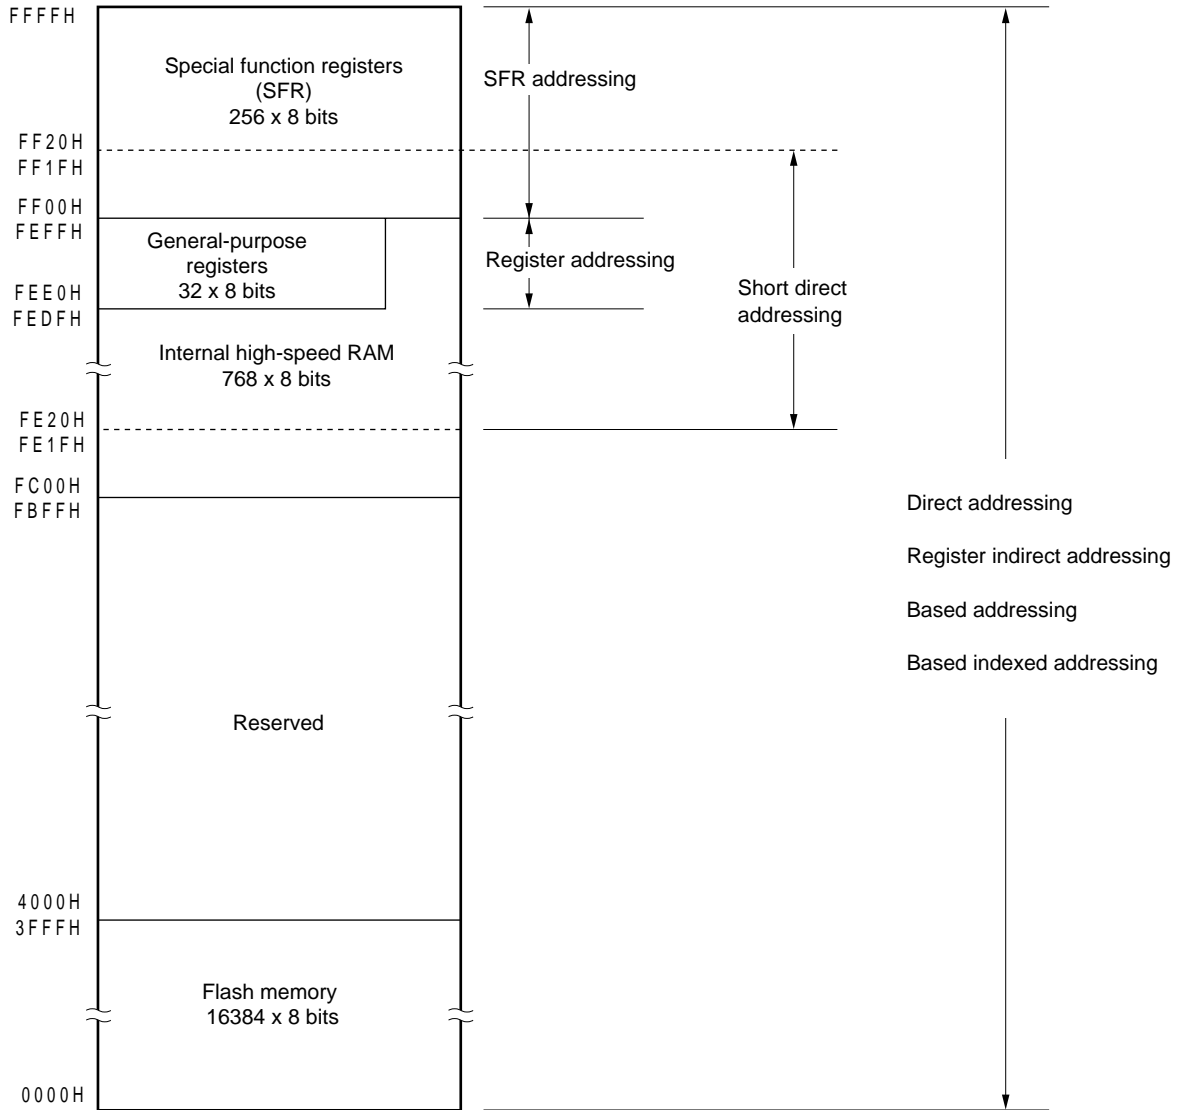 FFFFH
Special function registers
(SFR)
256 x 8 bits
SFR addressing
FF20H
FF1FH
FF00H
FEFFH
General-purpose
registers
32 x 8 bits
Register addressing
FEE0H
FEDFH
Short direct
addressing
Internal high-speed RAM
768 x 8 bits
FE20H
FE1FH
FC00H
FBFFH
Direct addressing
Register indirect addressing
Based addressing
Based indexed addressing
Reserved
4000H
3FFFH
Flash memory
16384 x 8 bits
0000H